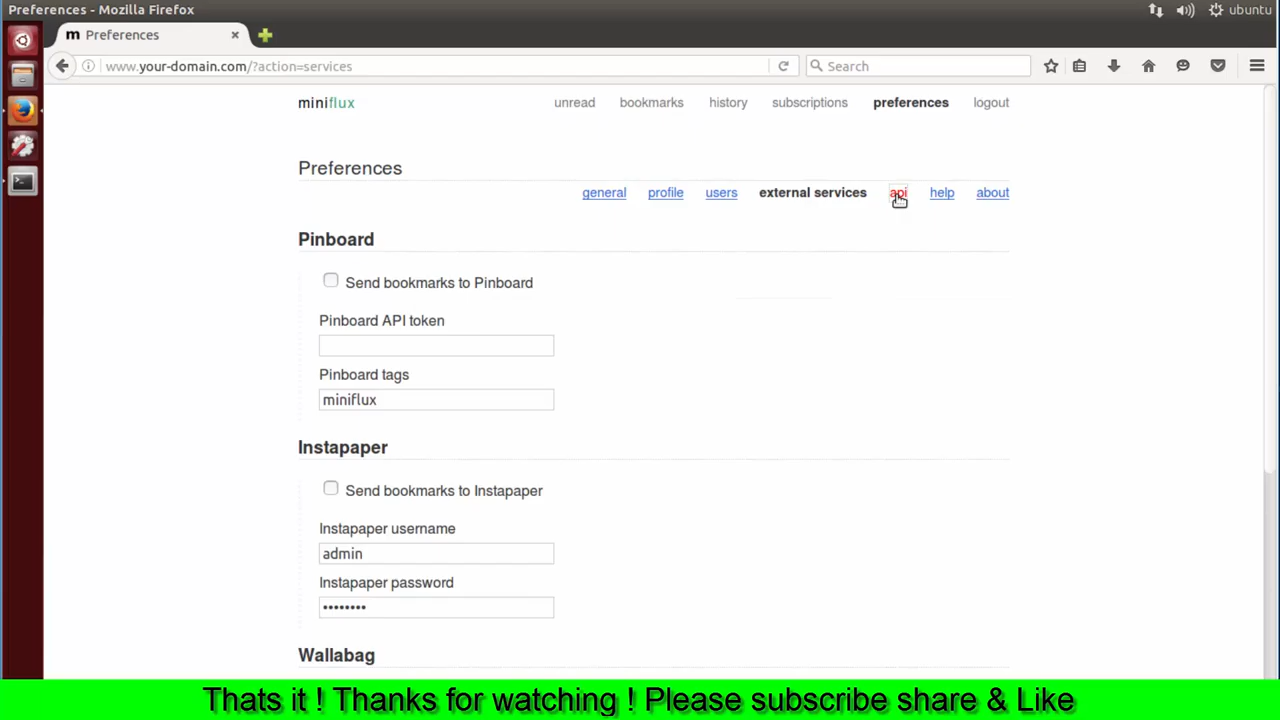 Preferences - Mozilla Firefox
ubuntu
m Preferences
www.your-domain.com/?action=services
Search
miniflux
unread bookmarks history subscriptions preferences logout
Preferences
general profile users external services api help about
Pinboard
Send bookmarks to Pinboard
Pinboard API token
Pinboard tags
miniflux
Instapaper
Send bookmarks to Instapaper
Instapaper username
admin
Instapaper password
••••••••
Wallabag
Thats it ! Thanks for watching ! Please subscribe share & Like